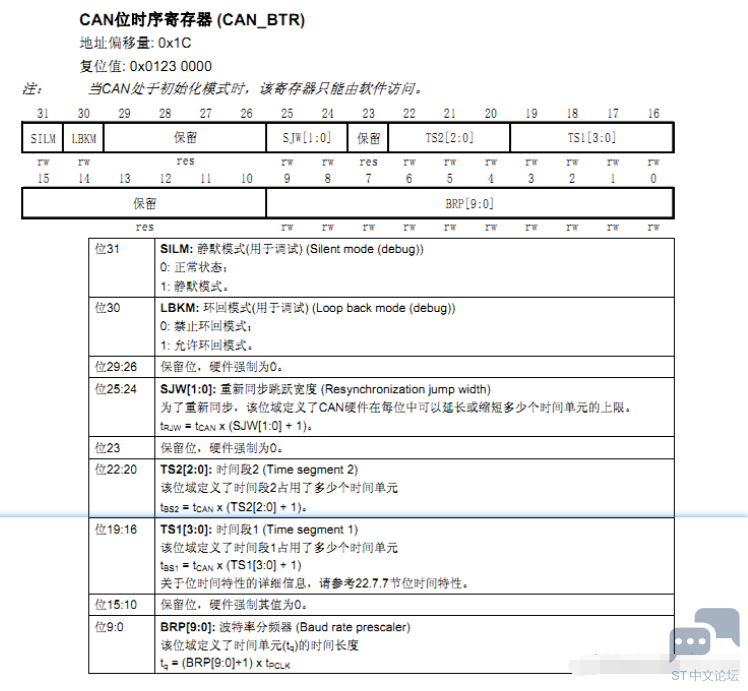 CAN位时序寄存器 (CAN_BTR)
地址偏移量: 0x1C
复位值: 0x0123 0000
注: 当CAN处于初始化模式时，该寄存器只能由软件访问。
31 30 29 28 27 26 25 24 23 22 21 20 19 18 17 16
SILM LBKM 保留 SJW[1:0] 保留 TS2[2:0] TS1[3:0]
rw rw res rw rw res rw rw rw rw rw rw rw
15 14 13 12 11 10 9 8 7 6 5 4 3 2 1 0
保留 BRP[9:0]
res rw rw rw rw rw rw rw rw rw rw
位31 SILM: 静默模式(用于调试) (Silent mode (debug))
0: 正常状态；
1: 静默模式。
位30 LBKM: 环回模式(用于调试) (Loop back mode (debug))
0: 禁止环回模式；
1: 允许环回模式。
位29:26 保留位，硬件强制为0。
位25:24 SJW[1:0]: 重新同步跳跃宽度 (Resynchronization jump width)
为了重新同步，该位域定义了CAN硬件在每位中可以延长或缩短多少个时间单元的上限。
tRJW = tCAN x (SJW[1:0] + 1)。
位23 保留位，硬件强制为0。
位22:20 TS2[2:0]: 时间段2 (Time segment 2)
该位域定义了时间段2占用了多少个时间单元
tBS2 = tCAN x (TS2[2:0] + 1)。
位19:16 TS1[3:0]: 时间段1 (Time segment 1)
该位域定义了时间段1占用了多少个时间单元
tBS1 = tCAN x (TS1[3:0] + 1)
关于位时间特性的详细信息，请参考22.7.7节位时间特性。
位15:10 保留位，硬件强制其值为0。
位9:0 BRP[9:0]: 波特率分频器 (Baud rate prescaler)
该位域定义了时间单元(tq)的时间长度
tq = (BRP[9:0]+1) x tPCLK
ST中文论坛